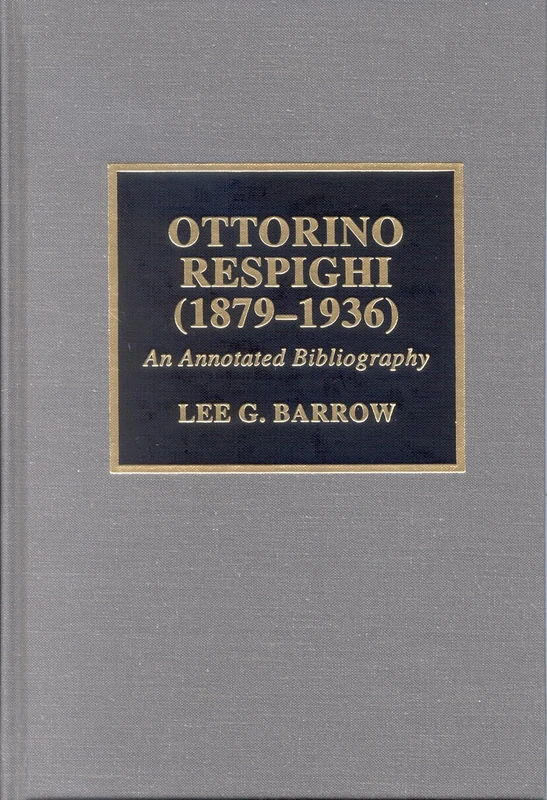 OTTORINO
RESPIGHI
(1879–1936)
An Annotated Bibliography
LEE G. BARROW